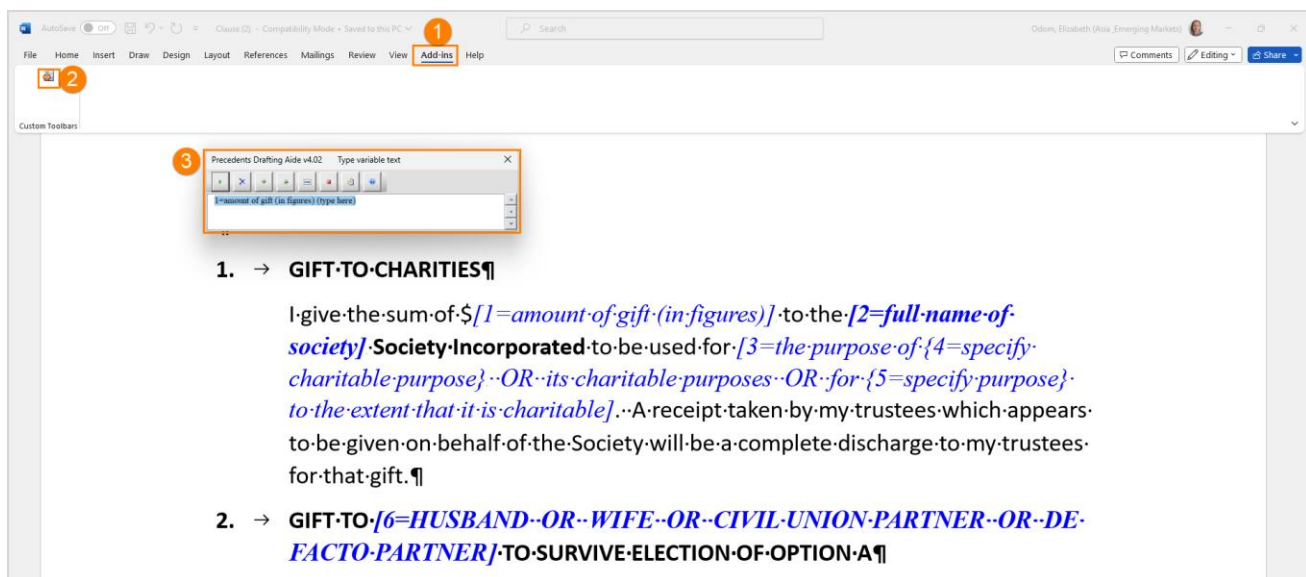 AutoSave Off Clause (2) - Compatibility Mode • Saved to this PC 1 Search Odom, Elizabeth (Asia_Emerging Markets)
File Home Insert Draw Design Layout References Mailings Review View Add-ins Help Comments Editing Share
2
Custom Toolbars
3 Precedents Drafting Aide v4.02 Type variable text
1=amount of gift (in figures) (type here)
1. → GIFT·TO·CHARITIES¶
I·give·the·sum·of·$[1=amount·of·gift·(in·figures)]·to·the·[2=full·name·of·
society]·Society·Incorporated·to·be·used·for·[3=the·purpose·of·{4=specify·
charitable·purpose}··OR··its·charitable·purposes··OR··for·{5=specify·purpose}·
to·the·extent·that·it·is·charitable].··A·receipt·taken·by·my·trustees·which·appears·
to·be·given·on·behalf·of·the·Society·will·be·a·complete·discharge·to·my·trustees·
for·that·gift.¶
2. → GIFT·TO·[6=HUSBAND··OR··WIFE··OR··CIVIL·UNION·PARTNER··OR··DE·
FACTO·PARTNER]·TO·SURVIVE·ELECTION·OF·OPTION·A¶